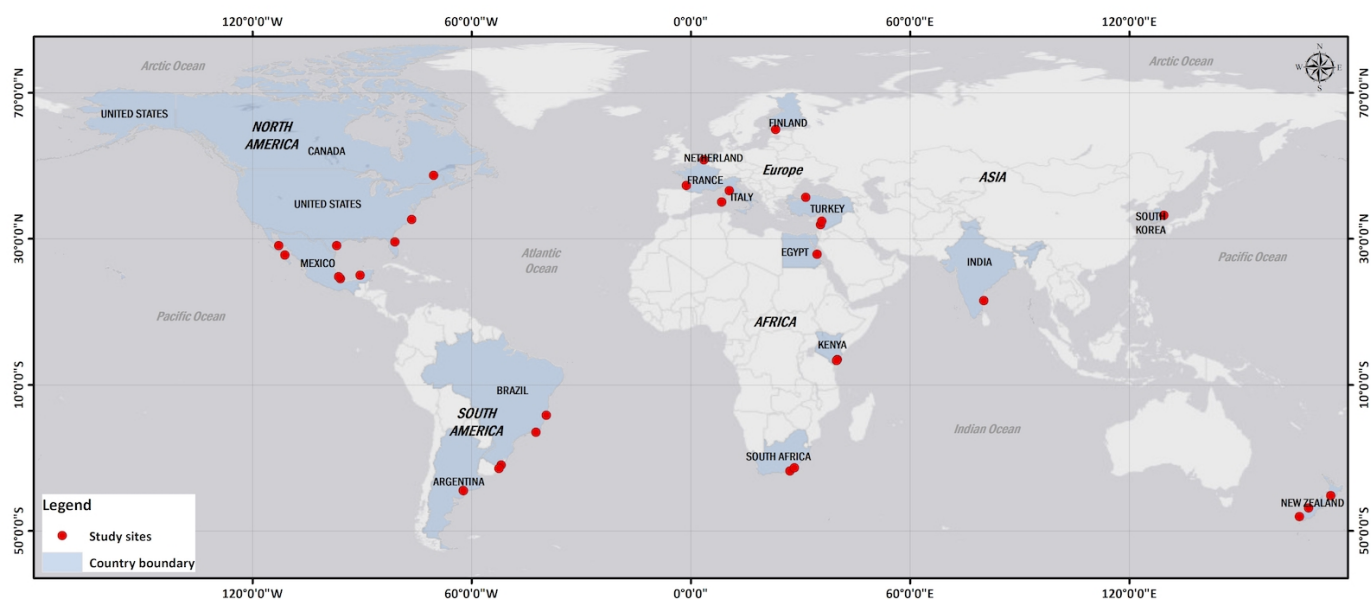 120°0'0"W 60°0'0"W 0°0'0" 60°0'0"E 120°0'0"E
Arctic Ocean
Arctic Ocean
N
W E
S
70°0'0"N
70°0'0"N
UNITED STATES
NORTH
AMERICA
CANADA
FINLAND
NETHERLAND
Europe
FRANCE
ITALY
ASIA
UNITED STATES
TURKEY
SOUTH
KOREA
30°0'0"N
30°0'0"N
MEXICO
Atlantic
Ocean
EGYPT
INDIA
Pacific Ocean
Pacific Ocean
AFRICA
KENYA
10°0'0"S
10°0'0"S
BRAZIL
SOUTH
AMERICA
Indian Ocean
SOUTH AFRICA
ARGENTINA
NEW ZEALAND
50°0'0"S
50°0'0"S
Legend
Study sites
Country boundary
120°0'0"W 60°0'0"W 0°0'0" 60°0'0"E 120°0'0"E